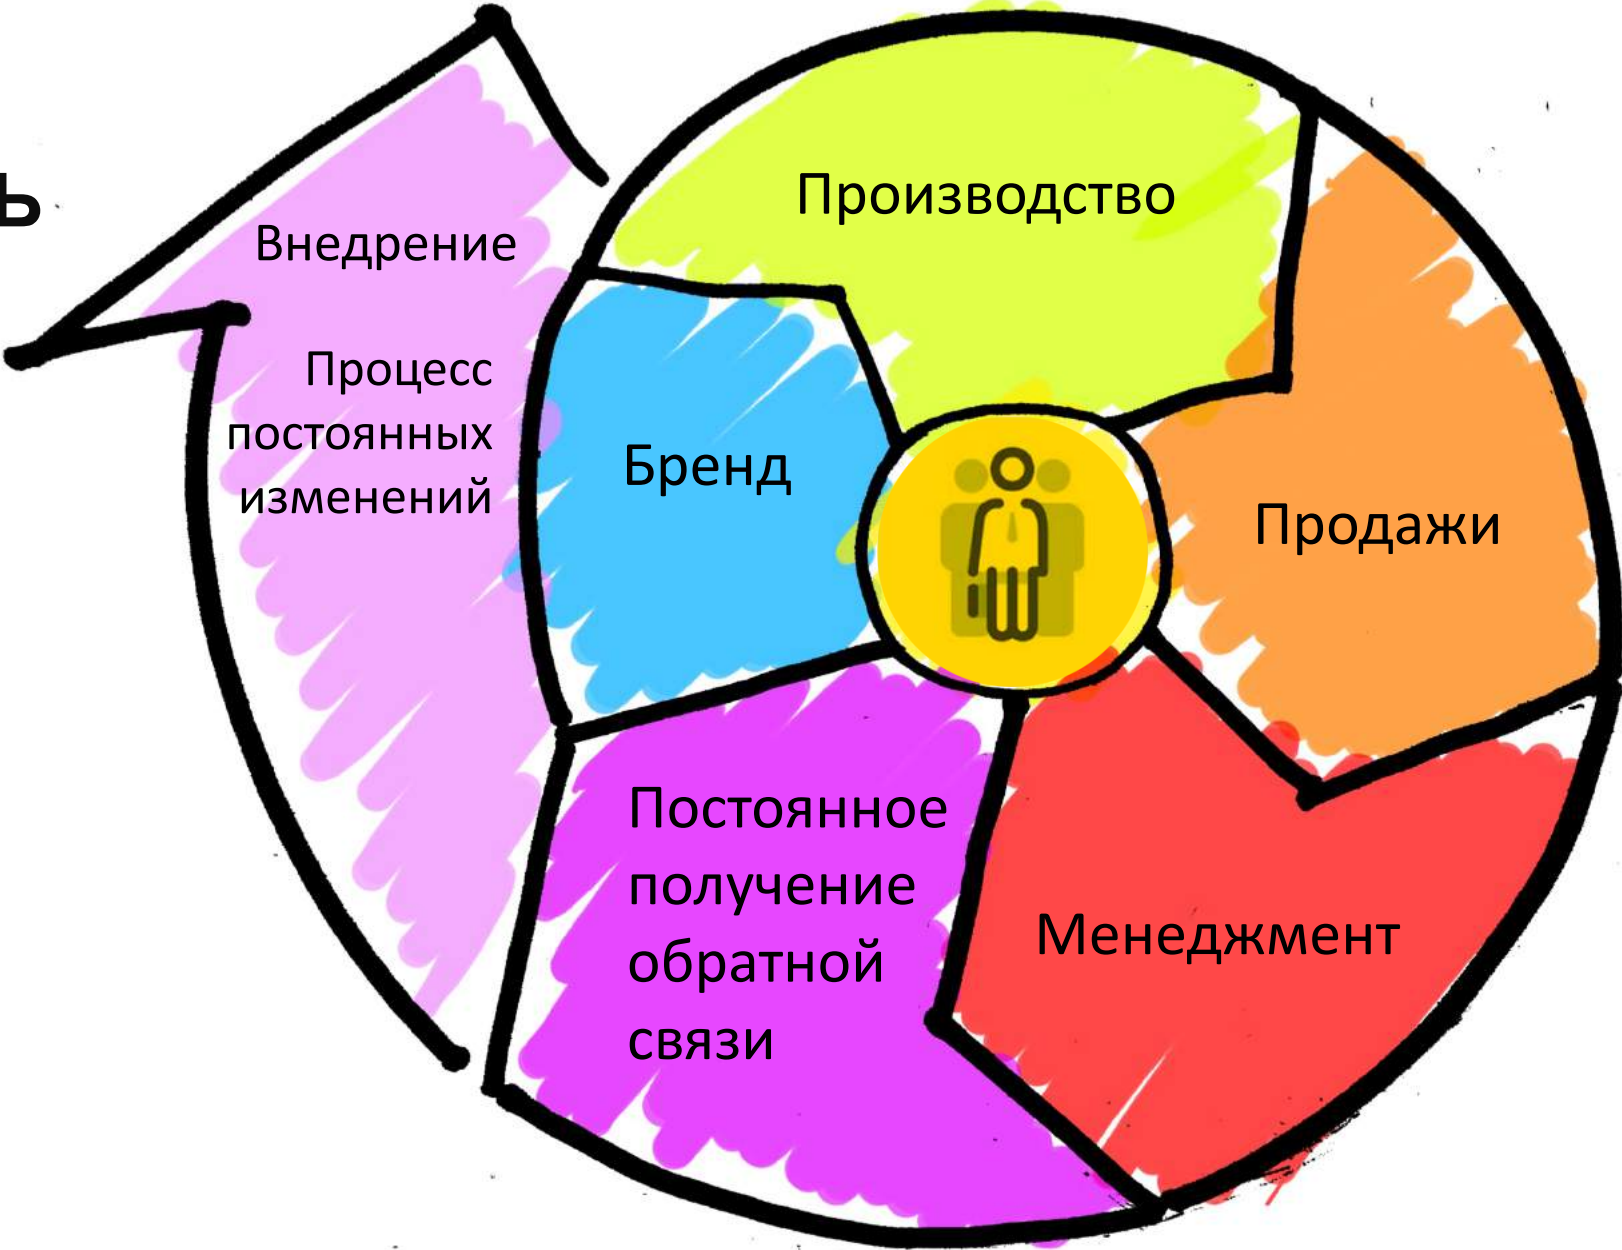 ь
Внедрение
Процесс
постоянных
изменений
Производство
Бренд
Продажи
Постоянное
получение
обратной
связи
Менеджмент